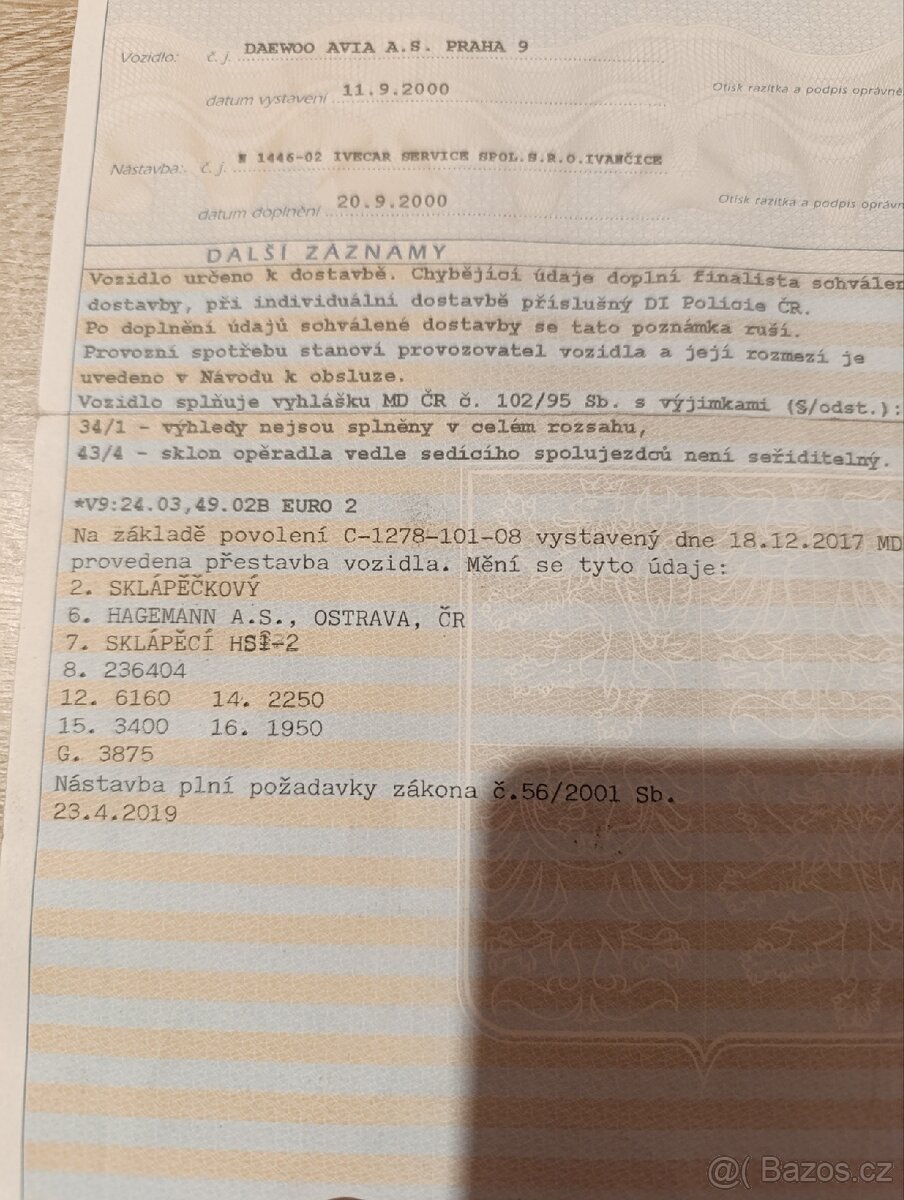 Vozidlo: č. j. DAEWOO AVIA A.S. PRAHA 9
datum vystavení 11.9.2000 Otisk razítka a podpis oprávně
Nástavba: č. j. N 1446-02 IVECAR SERVICE SPOL.S.R.O.IVANČICE
datum doplnění 20.9.2000 Otisk razítka a podpis oprávn
DALŠÍ ZÁZNAMY
Vozidlo určeno k dostavbě. Chybějící údaje doplní finalista schválen
dostavby, při individuální dostavbě příslušný DI Policie ČR.
Po doplnění údajů schválené dostavby se tato poznámka ruší.
Provozní spotřebu stanoví provozovatel vozidla a její rozmezí je
uvedeno v Návodu k obsluze.
Vozidlo splňuje vyhlášku MD ČR č. 102/95 Sb. s výjimkami (§/odst.):
34/1 - výhledy nejsou splněny v celém rozsahu,
43/4 - sklon opěradla vedle sedícího spolujezdců není seřiditelný.
*V9:24.03,49.02B EURO 2
Na základě povolení C-1278-101-08 vystavený dne 18.12.2017 MD
provedena přestavba vozidla. Mění se tyto údaje:
2. SKLÁPĚČKOVÝ
6. HAGEMANN A.S., OSTRAVA, ČR
7. SKLÁPĚCÍ
8. 236404
12. 6160 14. 2250
15. 3400 16. 1950
G. 3875
Nástavba plní požadavky zákona č.56/2001 Sb.
23.4.2019
@( Bazos.cz